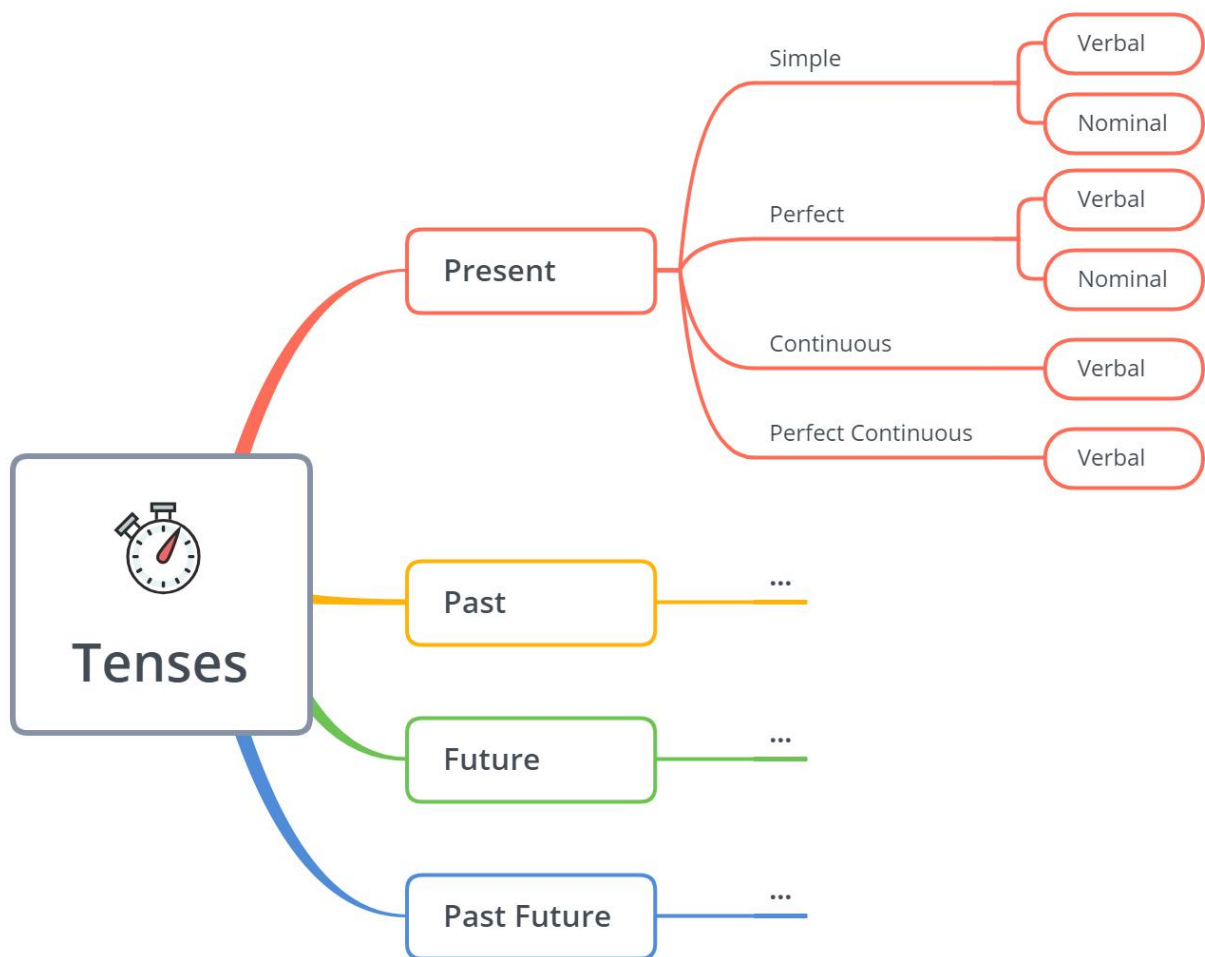 Tenses
Present
Simple
Verbal
Nominal
Perfect
Verbal
Nominal
Continuous
Verbal
Perfect Continuous
Verbal
Past
...
Future
...
Past Future
...